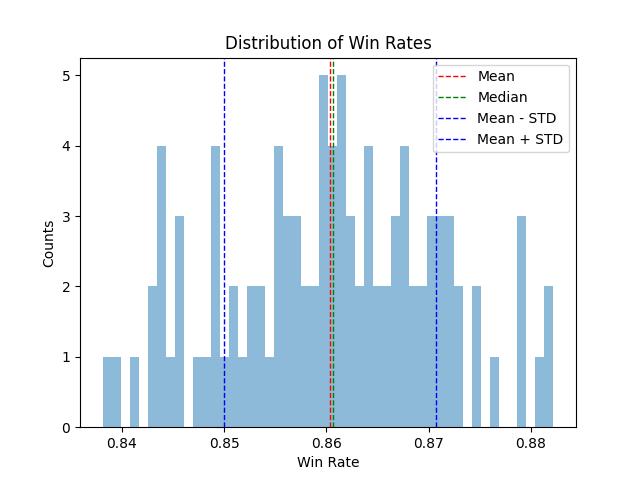 Distribution of Win Rates
Mean
Median
Mean - STD
Mean + STD
Counts
5
4
3
2
1
0
0.84 0.85 0.86 0.87 0.88
Win Rate